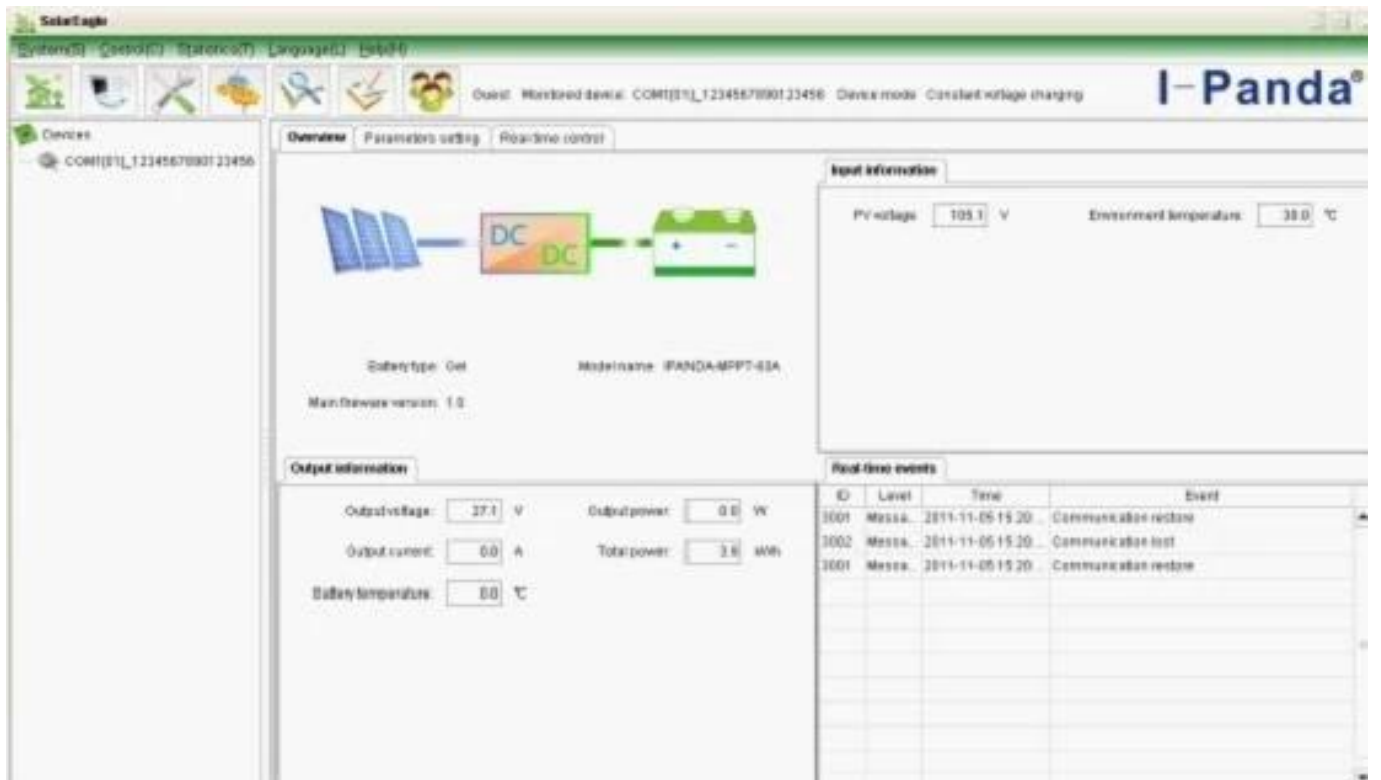 SolarEagle
System(S) Control(C) Statistics(T) Language(L) Help(H)
Guest Monitored device: COM1[01]_1234567890123456 Device mode Constant voltage charging
I-Panda®
Devices
COM1[01]_1234567890123456
Overview Parameters setting Real-time control
DC
DC
+ −
Battery type: Gel Model name: IPANDA-MPPT-
Main firmware version: 1.0
Input information
PV voltage: 105.1 V Environment temperature: 30.0 ℃
Output information
Output voltage: 27.1 V Output power: 0.0 W
Output current: 0.0 A Total power: 3.6 kWh
Battery temperature: 0.0 ℃
Real-time events
ID Level Time Event
3001 Messa... 2011-11-05 15:20... Communication restore
3002 Messa... 2011-11-05 15:20... Communication lost
3001 Messa... 2011-11-05 15:20... Communication restore